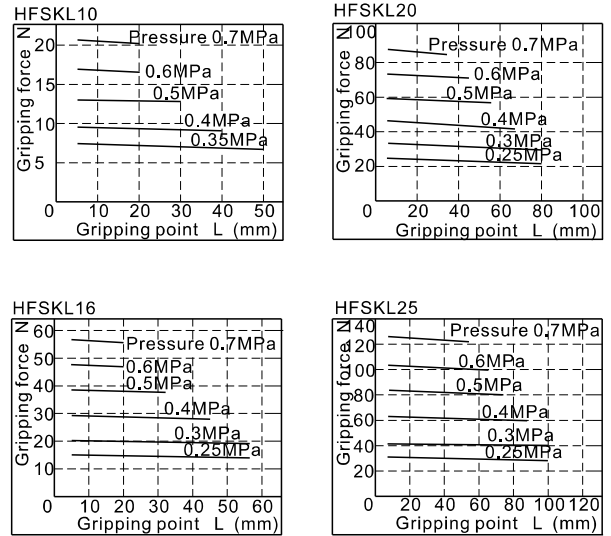 HFSKL10
Gripping force N
20
15
10
5
0
Pressure 0.7MPa
0.6MPa
0.5MPa
0.4MPa
0.35MPa
10 20 30 40 50
Gripping point L (mm)
HFSKL20
Gripping force N
100
80
60
40
20
0
Pressure 0.7MPa
0.6MPa
0.5MPa
0.4MPa
0.3MPa
0.25MPa
20 40 60 80 100
Gripping point L (mm)
HFSKL16
Gripping force N
60
50
40
30
20
10
0
Pressure 0.7MPa
0.6MPa
0.5MPa
0.4MPa
0.3MPa
0.25MPa
10 20 30 40 50 60
Gripping point L (mm)
HFSKL25
Gripping force N
140
120
100
80
60
40
20
0
Pressure 0.7MPa
0.6MPa
0.5MPa
0.4MPa
0.3MPa
0.25MPa
20 40 60 80 100 120
Gripping point L (mm)